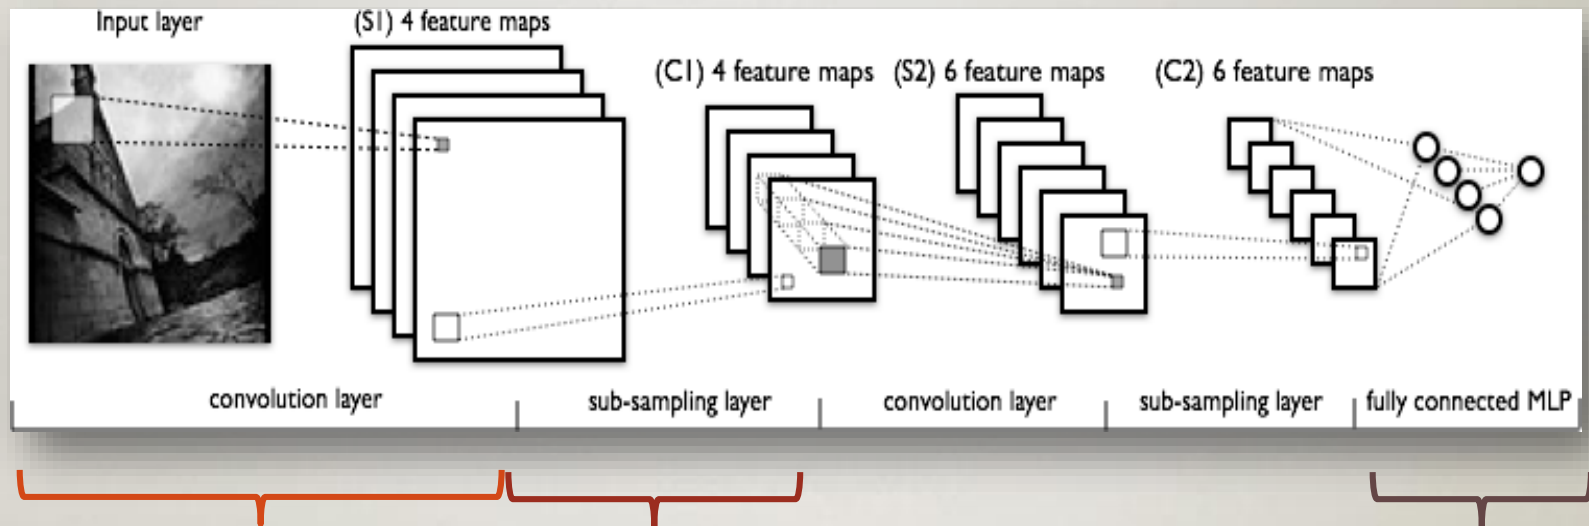 Input layer
(S1) 4 feature maps
(C1) 4 feature maps
(S2) 6 feature maps
(C2) 6 feature maps
convolution layer
sub-sampling layer
convolution layer
sub-sampling layer
fully connected MLP